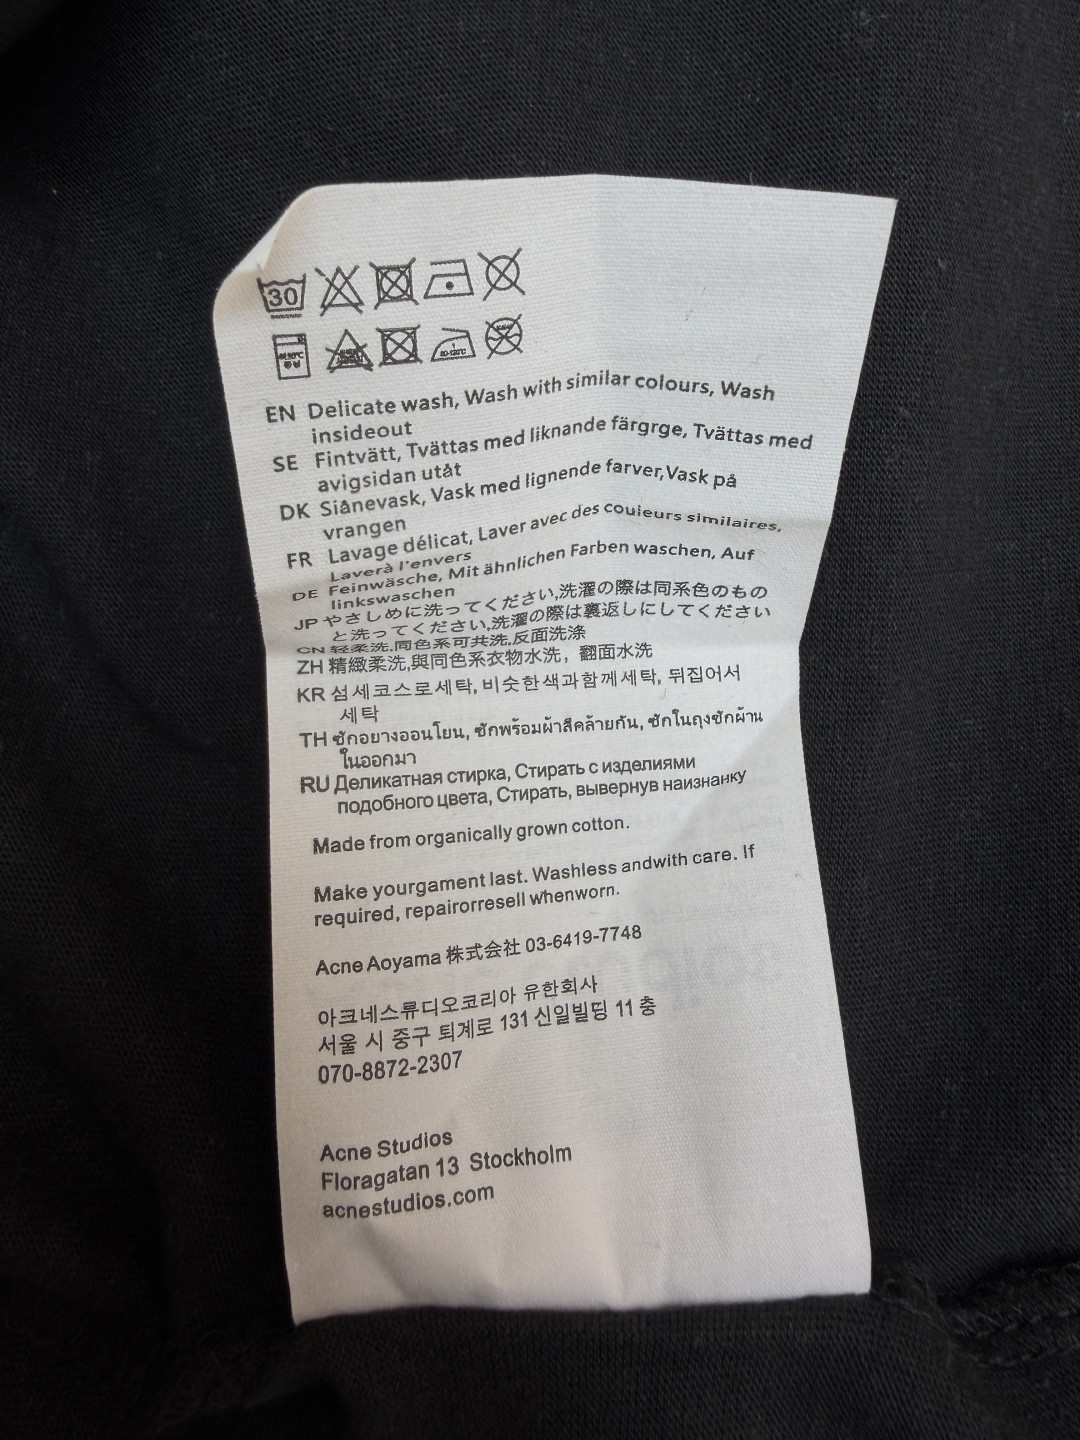 30
EN Delicate wash, Wash with similar colours, Wash
insideout
SE Fintvätt, Tvättas med liknande färgrge, Tvättas med
avigsidan utåt
DK Siånevask, Vask med lignende farver,Vask på
vrangen
FR Lavage délicat, Laver avec des couleurs similaires,
Laverà l'envers
DE Feinwäsche, Mit ähnlichen Farben waschen, Auf
linkswaschen
JP やさしめに洗ってください,洗濯の際は同系色のもの
と洗ってください,洗濯の際は裏返しにしてください
CN 轻柔洗,同色系可共洗,反面洗涤
ZH 精緻柔洗,與同色系衣物水洗，翻面水洗
KR 섬세코스로세탁, 비슷한색과함께세탁, 뒤집어서
세탁
TH ซักอยางออนโยน, ซักพร้อมผ้าสีคล้ายกัน, ซักในถุงซักผ้าน
ในออกมา
RU Деликатная стирка, Стирать с изделиями
подобного цвета, Стирать, вывернув наизнанку
Made from organically grown cotton.
Make yourgament last. Washless andwith care. If
required, repairorresell whenworn.
Acne Aoyama 株式会社 03-6419-7748
아크네스튜디오코리아 유한회사
서울 시 중구 퇴계로 131 신일빌딩 11 층
070-8872-2307
Acne Studios
Floragatan 13 Stockholm
acnestudios.com